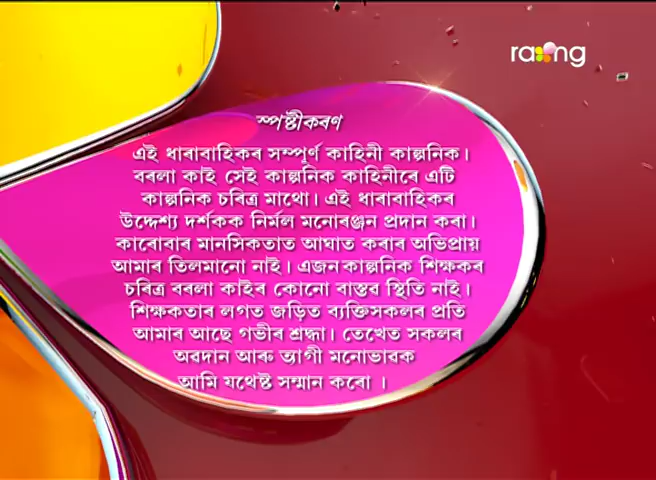 rang
স্পষ্টীকৰণ
এই ধাৰাবাহিকৰ সম্পূৰ্ণ কাহিনী কাল্পনিক।
বৰলা কাই সেই কাল্পনিক কাহিনীৰে এটি
কাল্পনিক চৰিত্ৰ মাথো। এই ধাৰাবাহিকৰ
উদ্দেশ্য দৰ্শকক নিৰ্মল মনোৰঞ্জন প্ৰদান কৰা।
কাৰোবাৰ মানসিকতাত আঘাত কৰাৰ অভিপ্ৰায়
আমাৰ তিলমানো নাই। এজন কাল্পনিক শিক্ষকৰ
চৰিত্ৰ বৰলা কাইৰ কোনো বাস্তৱ স্থিতি নাই।
শিক্ষকতাৰ লগত জড়িত ব্যক্তিসকলৰ প্ৰতি
আমাৰ আছে গভীৰ শ্ৰদ্ধা। তেখেত সকলৰ
অৱদান আৰু ত্যাগী মনোভাৱক
আমি যথেষ্ট সন্মান কৰো ।